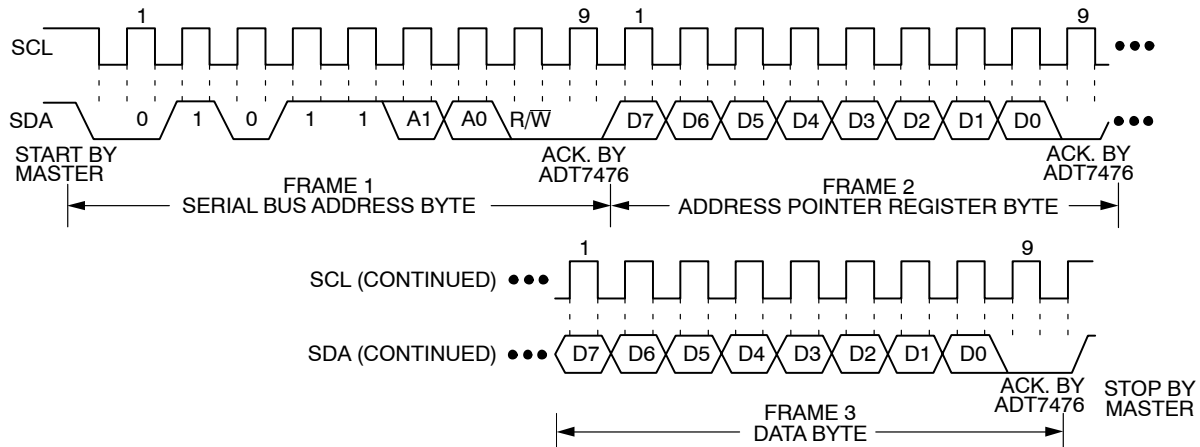 1 9 1 9
SCL
SDA 0 1 0 1 1 A1 A0 R/W̅ D7 D6 D5 D4 D3 D2 D1 D0
START BY
MASTER
ACK. BY
ADT7476
ACK. BY
ADT7476
FRAME 1
SERIAL BUS ADDRESS BYTE
FRAME 2
ADDRESS POINTER REGISTER BYTE
1 9
SCL (CONTINUED)
SDA (CONTINUED) D7 D6 D5 D4 D3 D2 D1 D0
ACK. BY
ADT7476
STOP BY
MASTER
FRAME 3
DATA BYTE